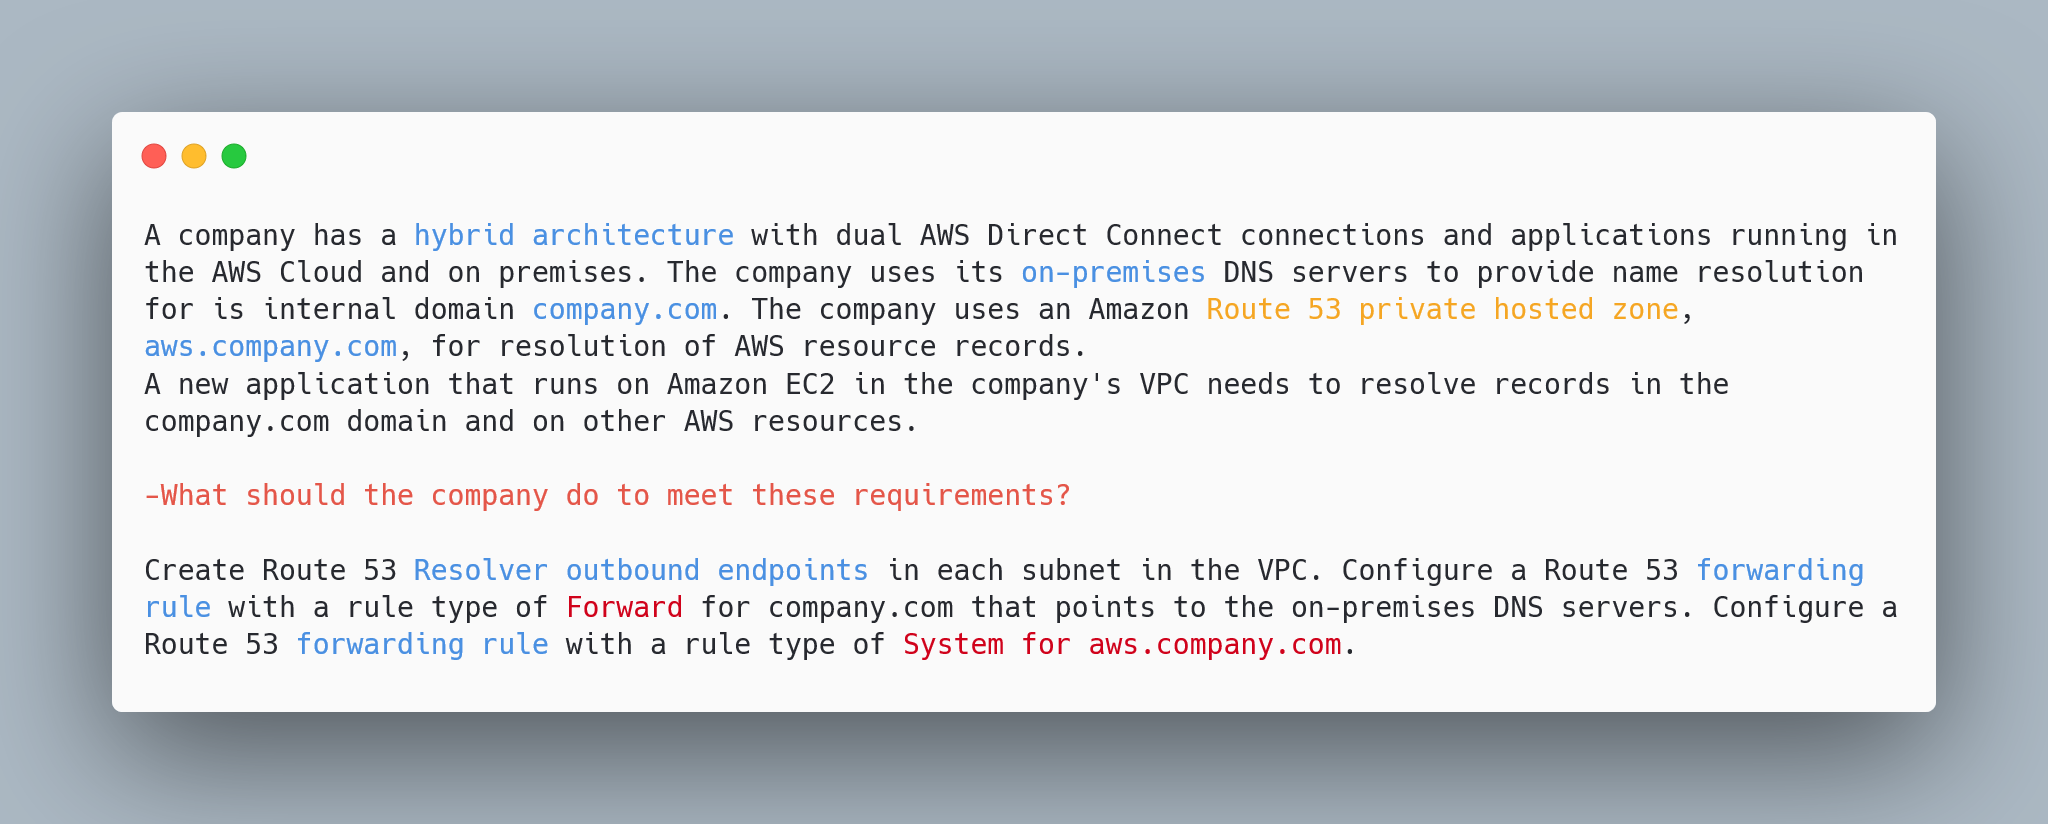 A company has a hybrid architecture with dual AWS Direct Connect connections and applications running in
the AWS Cloud and on premises. The company uses its on-premises DNS servers to provide name resolution
for is internal domain company.com. The company uses an Amazon Route 53 private hosted zone,
aws.company.com, for resolution of AWS resource records.
A new application that runs on Amazon EC2 in the company's VPC needs to resolve records in the
company.com domain and on other AWS resources.
-What should the company do to meet these requirements?
Create Route 53 Resolver outbound endpoints in each subnet in the VPC. Configure a Route 53 forwarding
rule with a rule type of Forward for company.com that points to the on-premises DNS servers. Configure a
Route 53 forwarding rule with a rule type of System for aws.company.com.